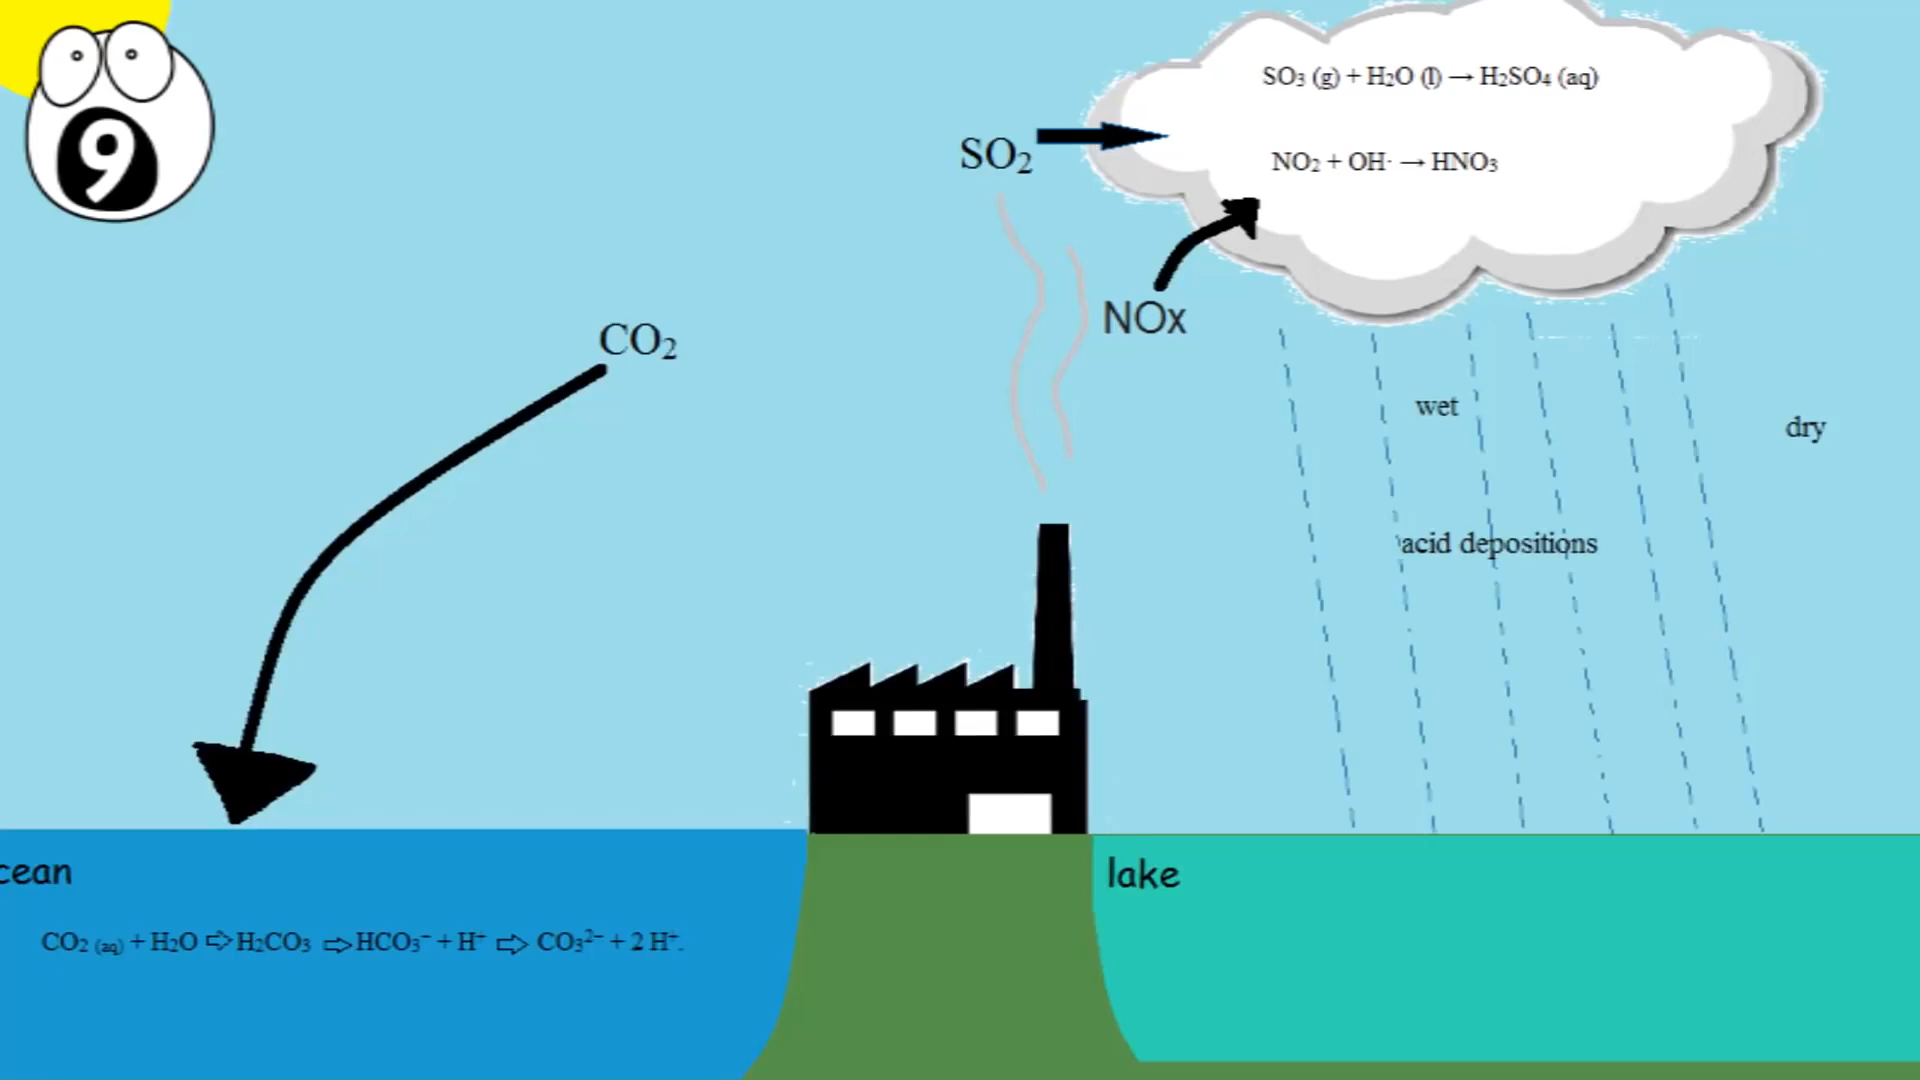 9
SO₃ (g) + H₂O (l) → H₂SO₄ (aq)
SO₂
NO₂ + OH· → HNO₃
NOx
CO₂
wet
dry
acid depositions
cean
lake
CO₂ (aq) + H₂O ⇨ H₂CO₃ ⇨ HCO₃⁻ + H⁺ ⇨ CO₃²⁻ + 2 H⁺.